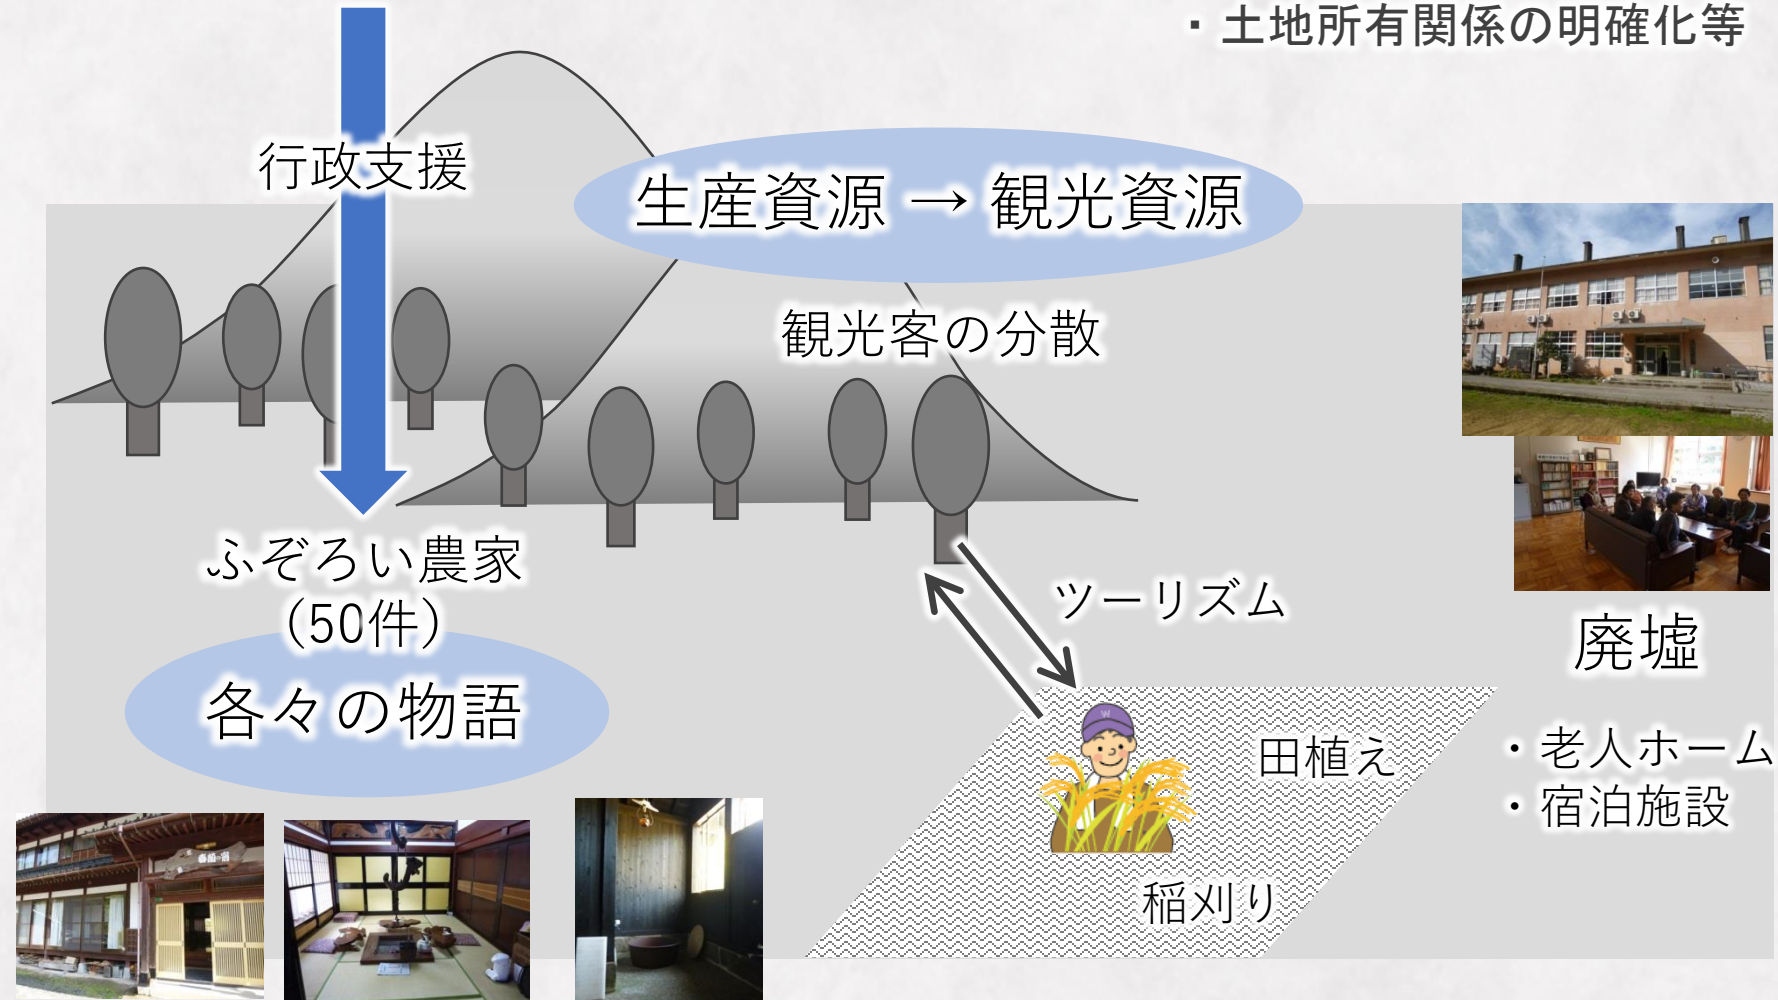 ・土地所有関係の明確化等
行政支援
生産資源 → 観光資源
観光客の分散
ふぞろい農家
（50件）
各々の物語
ツーリズム
田植え
稲刈り
廃墟
・老人ホーム
・宿泊施設
W